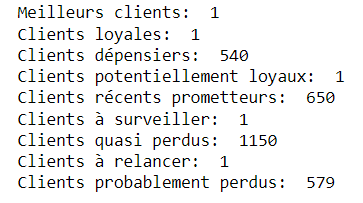 Meilleurs clients:  1
Clients loyales:  1
Clients dépensiers:  540
Clients potentiellement loyaux:  1
Clients récents prometteurs:  650
Clients à surveiller:  1
Clients quasi perdus:  1150
Clients à relancer:  1
Clients probablement perdus:  579